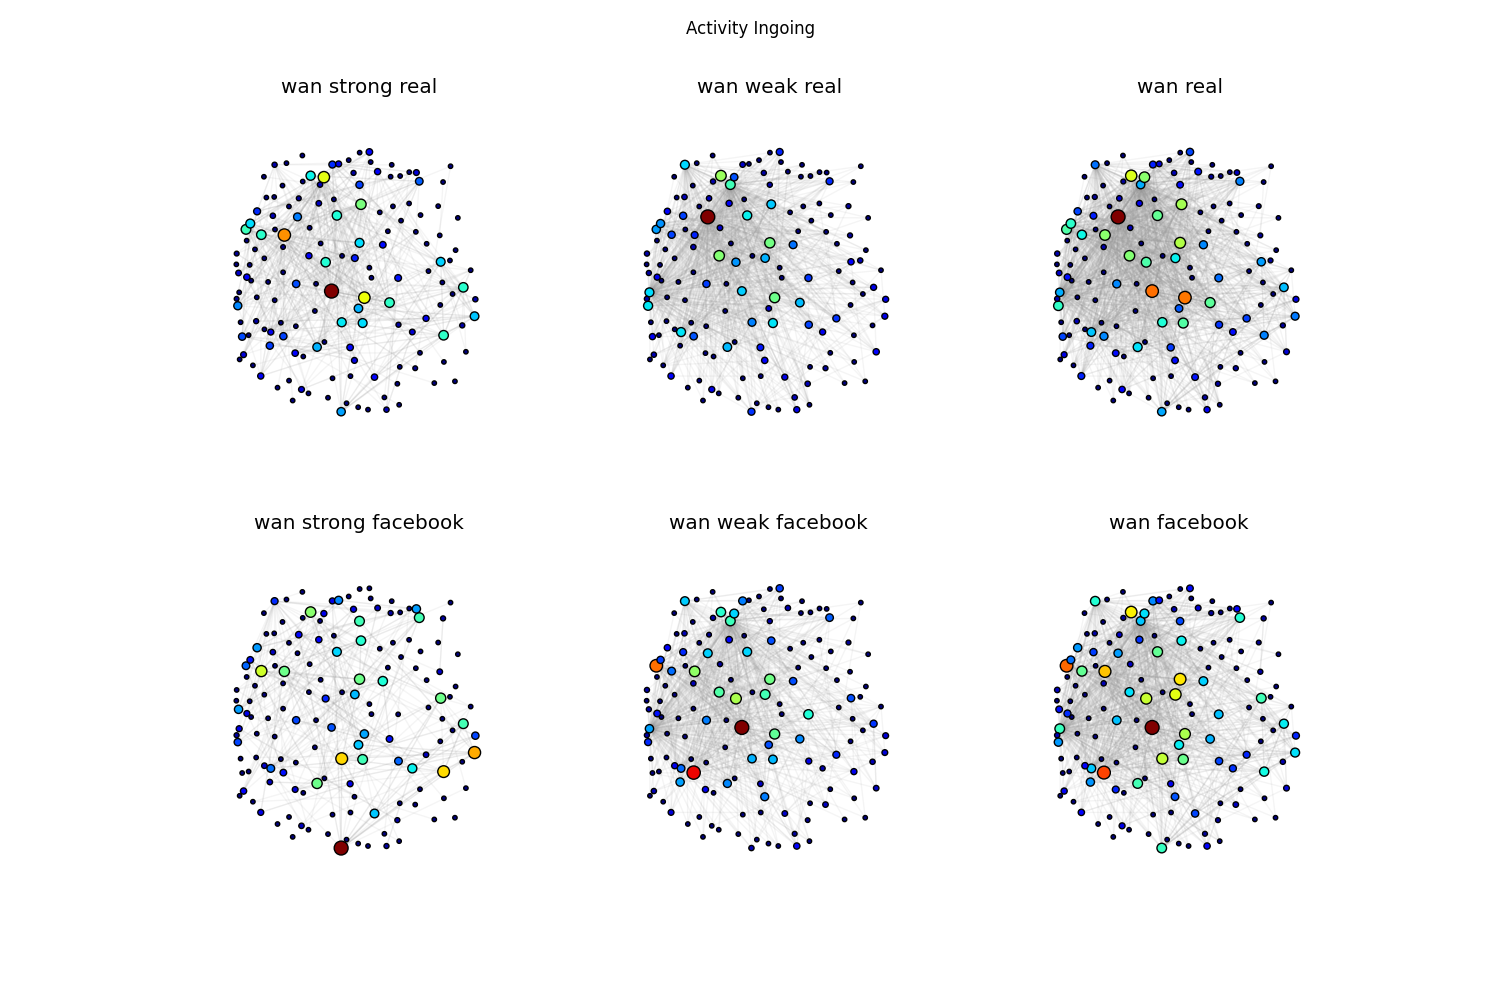 Activity Ingoing
wan strong real
wan weak real
wan real
wan strong facebook
wan weak facebook
wan facebook